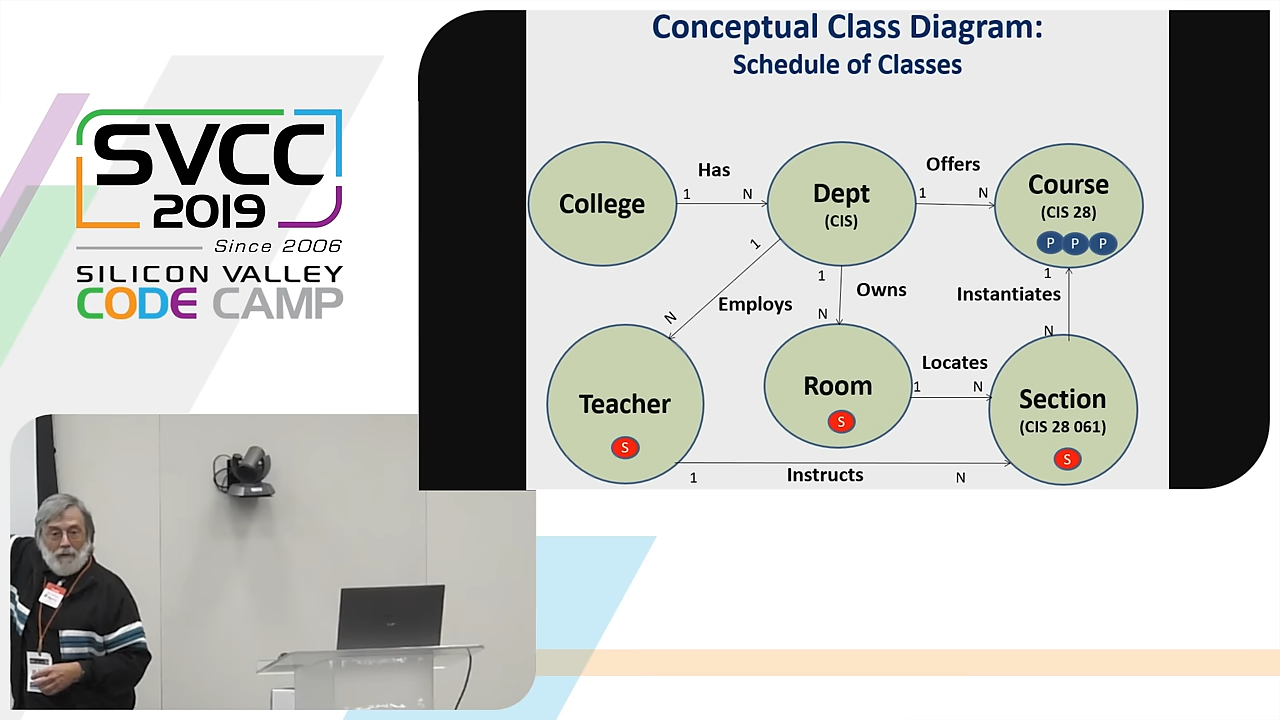 SVCC
2019
Since 2006
SILICON VALLEY
CODE CAMP
Conceptual Class Diagram:
Schedule of Classes
College
Has
1
N
Dept
(CIS)
Offers
1
N
Course
(CIS 28)
P P P
1
Employs
N
1
Owns
N
1
Instantiates
N
Teacher
S
Room
S
Locates
1
N
Section
(CIS 28 061)
S
1
Instructs
N